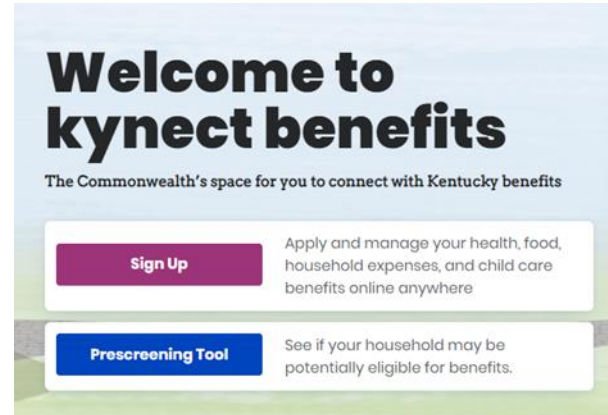 Welcome to
kynect benefits
The Commonwealth's space for you to connect with Kentucky benefits
Sign Up
Apply and manage your health, food,
household expenses, and child care
benefits online anywhere
Prescreening Tool
See if your household may be
potentially eligible for benefits.